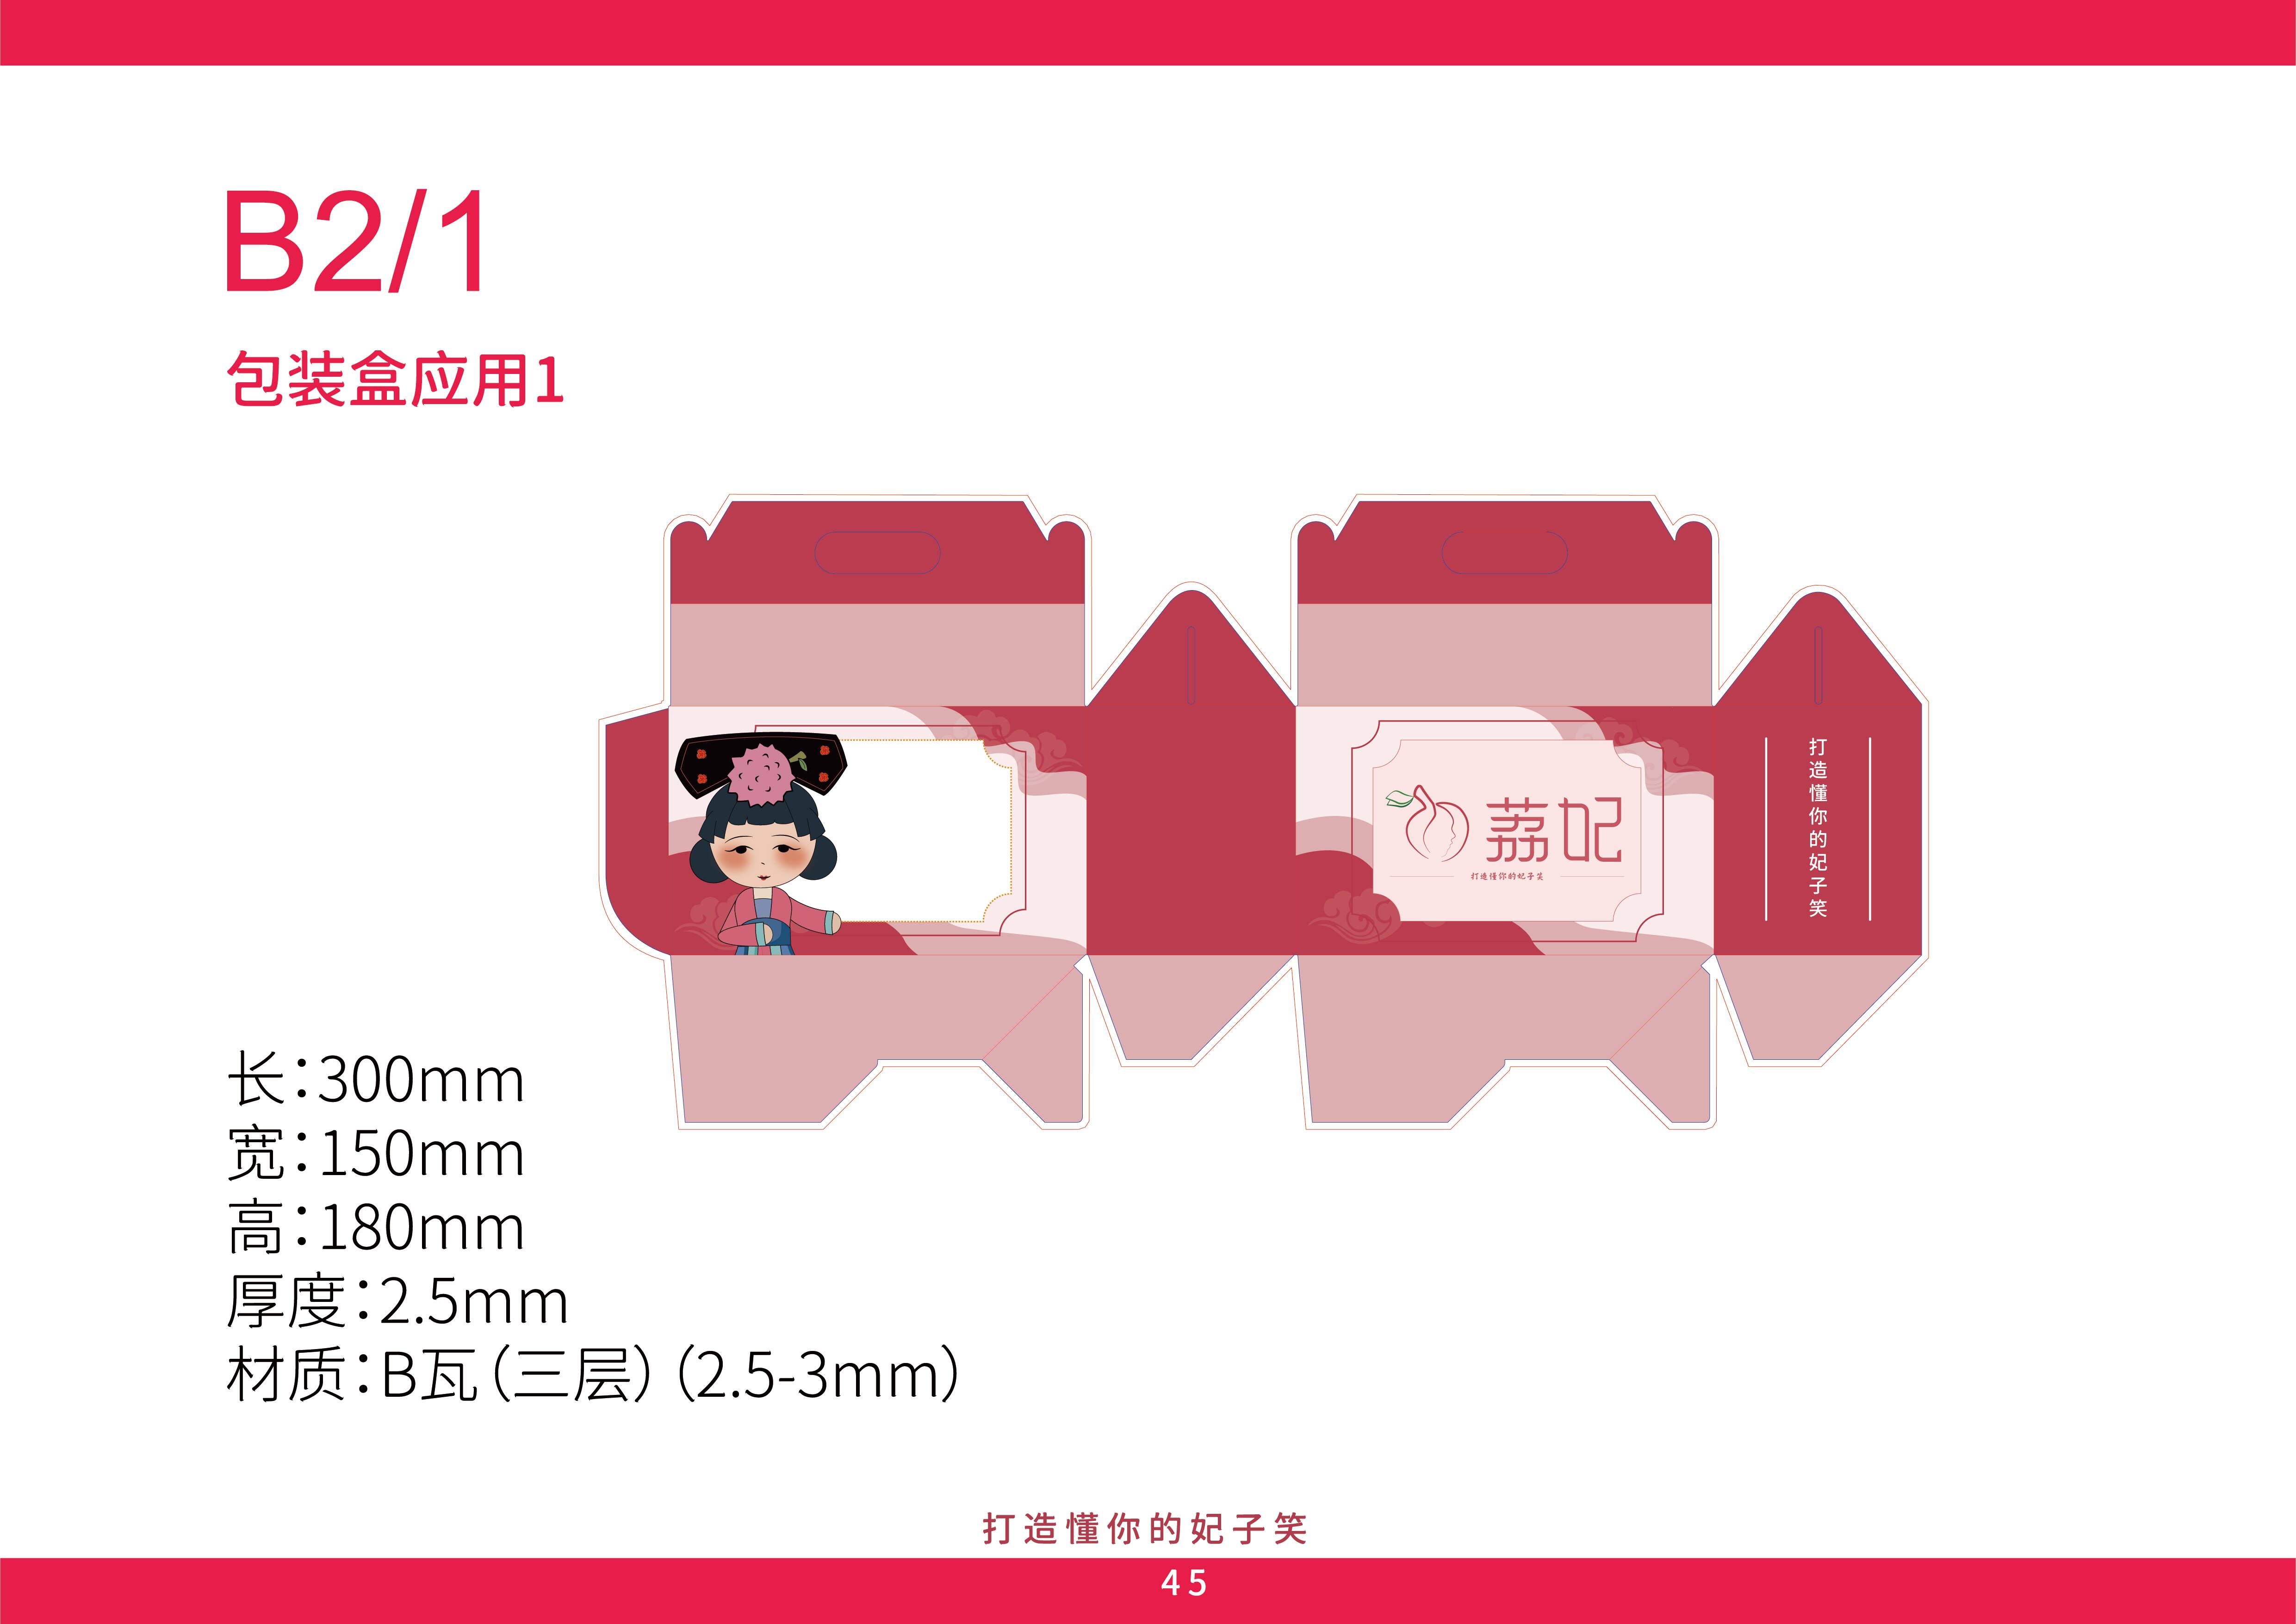 B2/1
包装盒应用1
荔妃
打造懂你的妃子笑
打造懂你的妃子笑
长：300mm
宽：150mm
高：180mm
厚度：2.5mm
材质：B瓦（三层）（2.5-3mm）
打造懂你的妃子笑
45